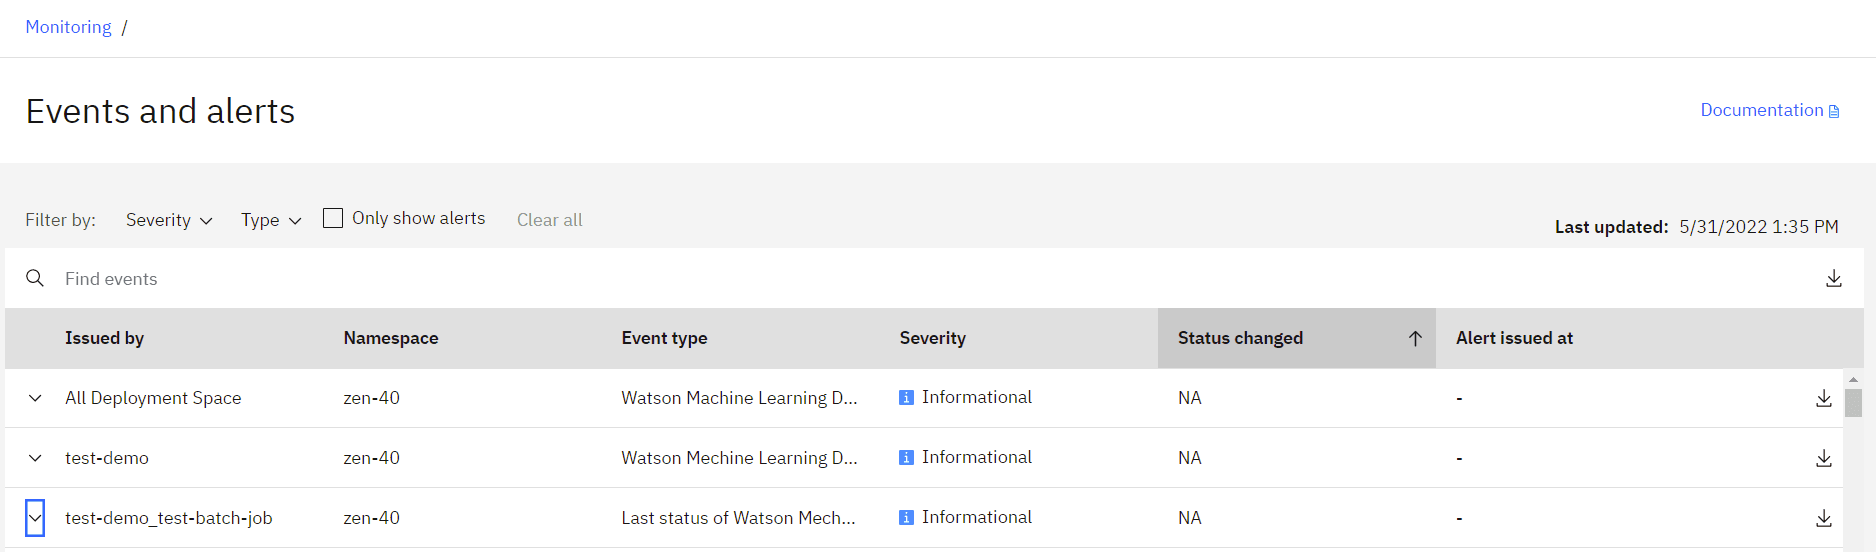 Monitoring /
Events and alerts
Documentation
Filter by: Severity Type Only show alerts Clear all
Last updated: 5/31/2022 1:35 PM
Find events
Issued by Namespace Event type Severity Status changed Alert issued at
All Deployment Space zen-40 Watson Machine Learning D... Informational NA -
test-demo zen-40 Watson Mechine Learning D... Informational NA -
test-demo_test-batch-job zen-40 Last status of Watson Mech... Informational NA -